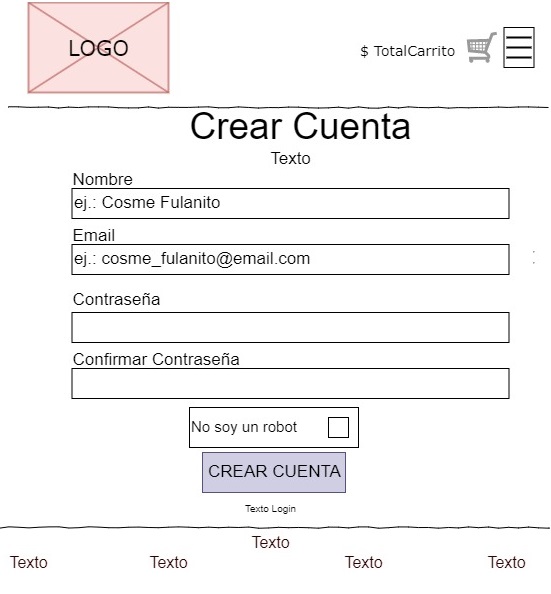 LOGO
$ TotalCarrito
Crear Cuenta
Texto
Nombre
ej.: Cosme Fulanito
Email
ej.: cosme_fulanito@email.com
Contraseña
Confirmar Contraseña
No soy un robot
CREAR CUENTA
Texto Login
Texto
Texto Texto Texto Texto